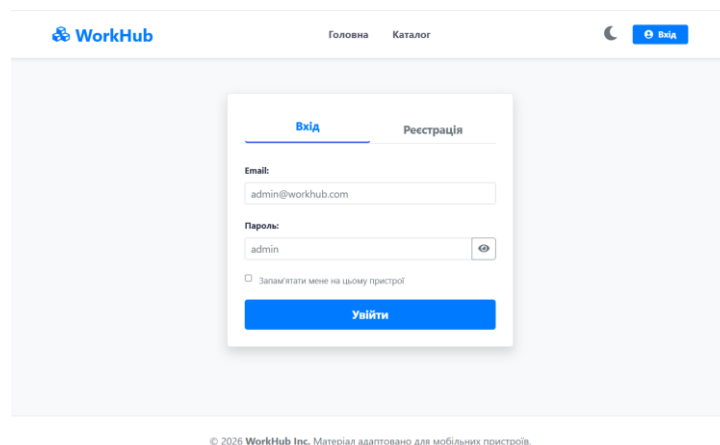 WorkHub
Головна Каталог
Вхід
Вхід
Реєстрація
Email:
admin@workhub.com
Пароль:
admin
Запам'ятати мене на цьому пристрої
Увійти
© 2026 WorkHub Inc. Матеріал адаптовано для мобільних пристроїв.